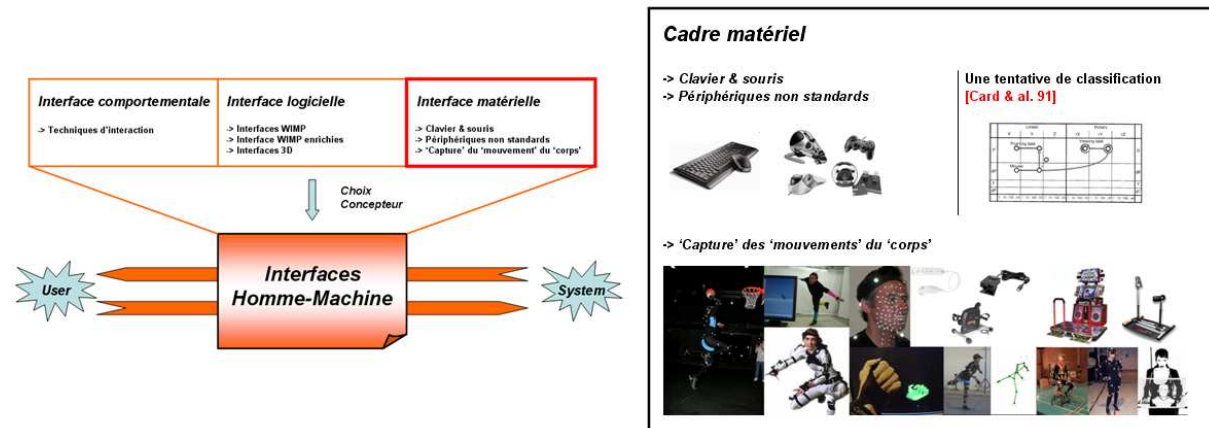 Interface comportementale
-> Techniques d'interaction
Interface logicielle
-> Interfaces WIMP
-> Interface WIMP enrichies
-> Interfaces 3D
Interface matérielle
-> Clavier & souris
-> Périphériques non standards
-> 'Capture' du 'mouvement' du 'corps'
Choix
Concepteur
User
Interfaces
Homme-Machine
System
Cadre matériel
-> Clavier & souris
-> Périphériques non standards
Une tentative de classification
[Card & al. 91]
-> 'Capture' des 'mouvements' du 'corps'